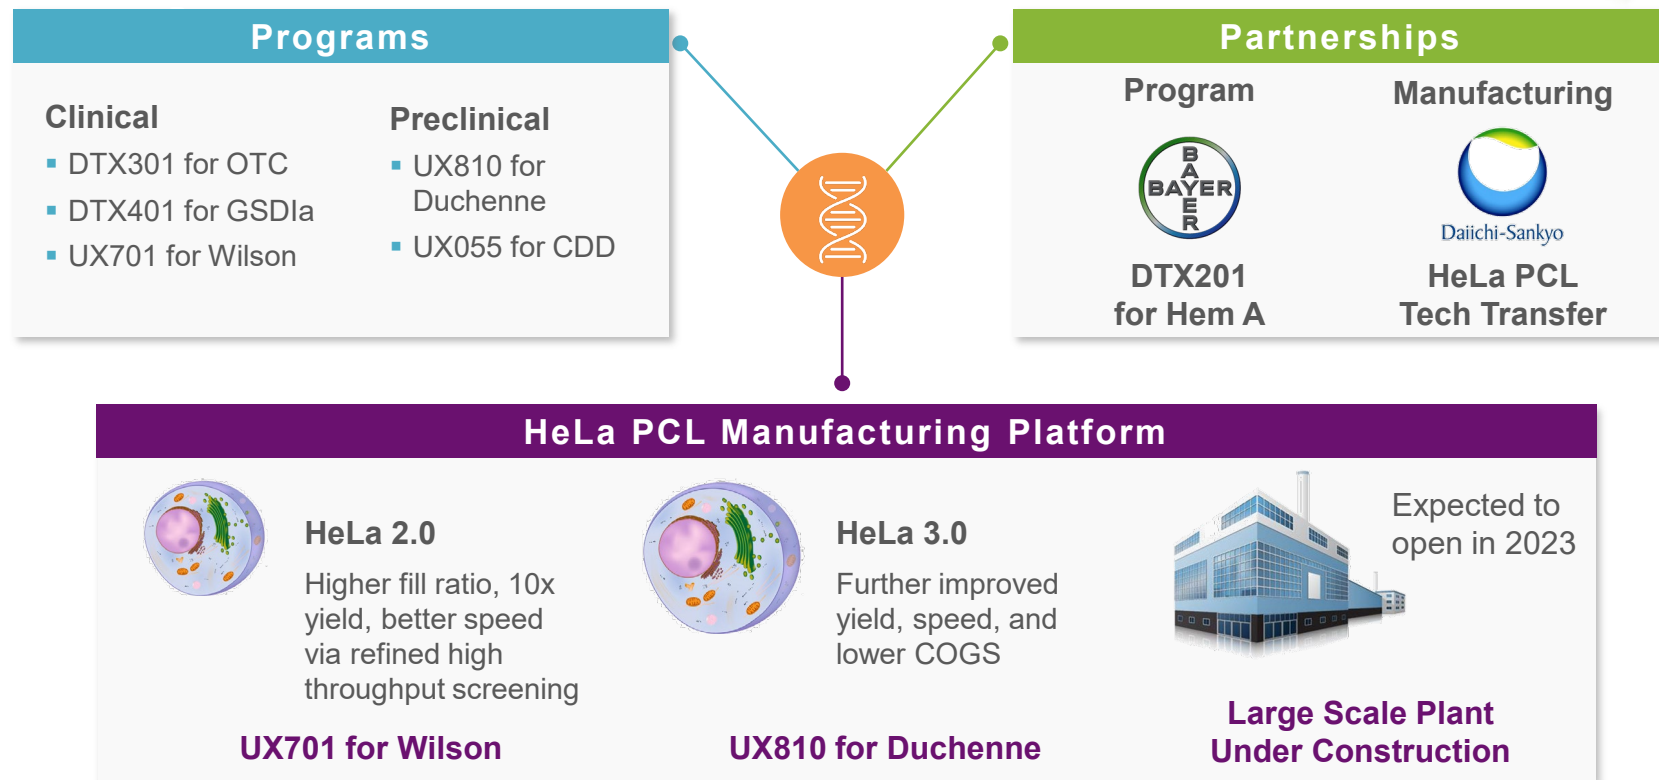 Programs
Clinical
▪ DTX301 for OTC
▪ DTX401 for GSDIa
▪ UX701 for Wilson
Preclinical
▪ UX810 for
Duchenne
▪ UX055 for CDD
Partnerships
Program
BAYER
BAYER
DTX201
for Hem A
Manufacturing
Daiichi-Sankyo
HeLa PCL
Tech Transfer
HeLa PCL Manufacturing Platform
HeLa 2.0
Higher fill ratio, 10x
yield, better speed
via refined high
throughput screening
UX701 for Wilson
HeLa 3.0
Further improved
yield, speed, and
lower COGS
UX810 for Duchenne
Expected to
open in 2023
Large Scale Plant
Under Construction